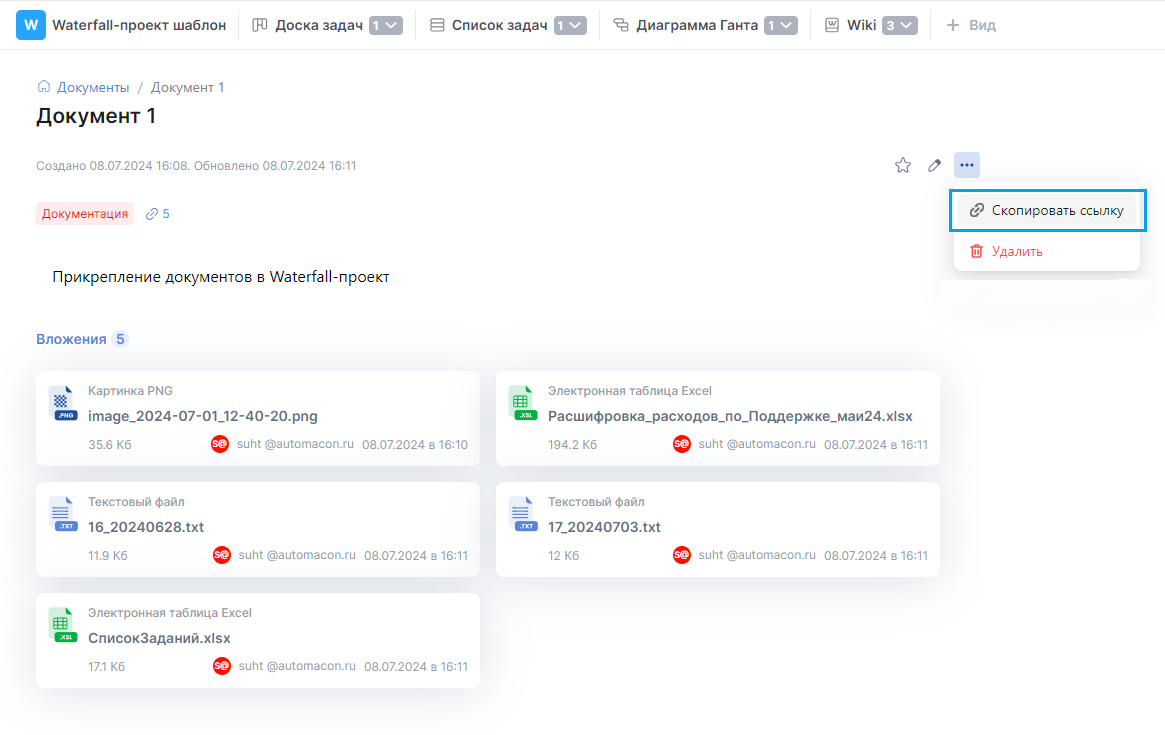 W Waterfall-проект шаблон Доска задач 1 Список задач 1 Диаграмма Ганта 1 Wiki 3 + Вид
Документы / Документ 1
Документ 1
Создано 08.07.2024 16:08. Обновлено 08.07.2024 16:11
Скопировать ссылку
Документация 5
Удалить
Прикрепление документов в Waterfall-проект
Вложения 5
Картинка PNG
.PNG image_2024-07-01_12-40-20.png
35.6 Кб S@ suht @automacon.ru 08.07.2024 в 16:10
Электронная таблица Excel
.XSL Расшифровка_расходов_по_Поддержке_маи24.xlsx
194.2 Кб S@ suht @automacon.ru 08.07.2024 в 16:11
Текстовый файл
.TXT 16_20240628.txt
11.9 Кб S@ suht @automacon.ru 08.07.2024 в 16:11
Текстовый файл
.TXT 17_20240703.txt
12 Кб S@ suht @automacon.ru 08.07.2024 в 16:11
Электронная таблица Excel
.XSL СписокЗаданий.xlsx
17.1 Кб S@ suht @automacon.ru 08.07.2024 в 16:11